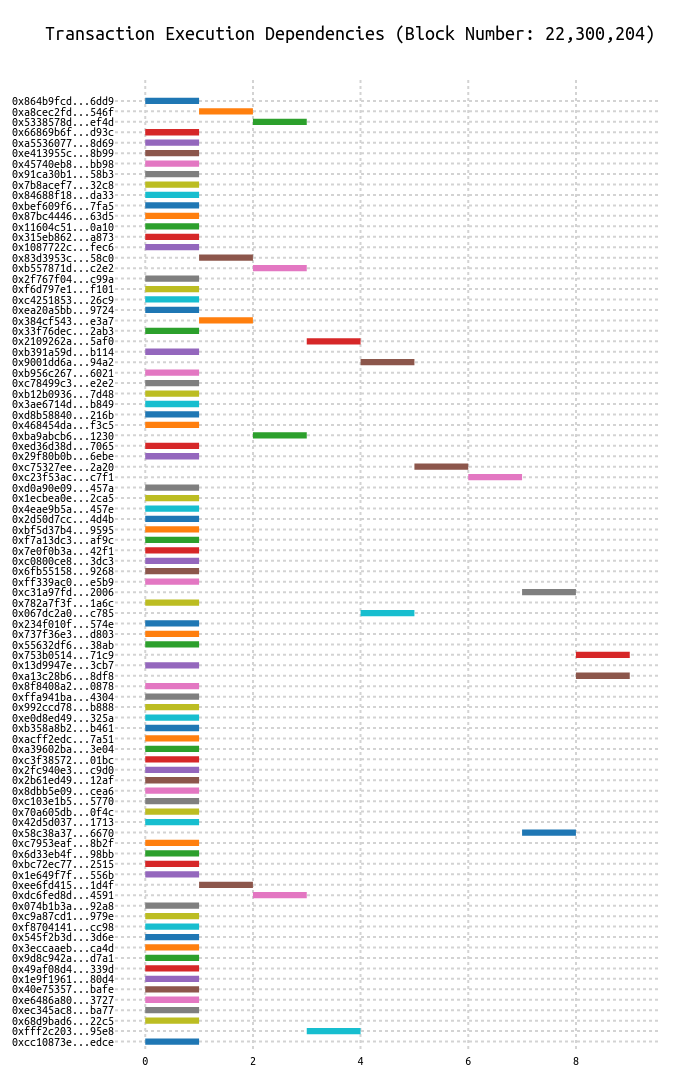 Transaction Execution Dependencies (Block Number: 22,300,204)
0x864b9fcd...6dd9
0xa8cec2fd...546f
0x5338578d...ef4d
0x66869b6f...d93c
0xa5536077...8d69
0xe413955c...8b99
0x45740eb8...bb98
0x91ca30b1...58b3
0x7b8acef7...32c8
0x84688f18...da33
0xbef609f6...7fa5
0x87bc4446...63d5
0x11604c51...0a10
0x315eb862...a873
0x1087722c...fec6
0x83d3953c...58c0
0xb557871d...c2e2
0x2f767f04...c99a
0xf6d797e1...f101
0xc4251853...26c9
0xea20a5bb...9724
0x384cf543...e3a7
0x33f76dec...2ab3
0x2109262a...5af0
0xb391a59d...b114
0x9001dd6a...94a2
0xb956c267...6021
0xc78499c3...e2e2
0xb12b0936...7d48
0x3ae6714d...b849
0xd8b58840...216b
0x468454da...f3c5
0xba9abcb6...1230
0xed36d38d...7065
0x29f80b0b...6ebe
0xc75327ee...2a20
0xc23f53ac...c7f1
0xd0a90e09...457a
0x1ecbea0e...2ca5
0x4eae9b5a...457e
0x2d50d7cc...4d4b
0xbf5d37b4...9595
0xf7a13dc3...af9c
0x7e0f0b3a...42f1
0xc0800ce8...3dc3
0x6fb55158...9268
0xff339ac0...e5b9
0xc31a97fd...2006
0x782a7f3f...1a6c
0x067dc2a0...c785
0x234f010f...574e
0x737f36e3...d803
0x55632df6...38ab
0x753b0514...71c9
0x13d9947e...3cb7
0xa13c28b6...8df8
0x8f8408a2...0878
0xffa941ba...4304
0x992ccd78...b888
0xe0d8ed49...325a
0xb358a8b2...b461
0xacff2edc...7a51
0xa39602ba...3e04
0xc3f38572...01bc
0x2fc940e3...c9d0
0x2b61ed49...12af
0x8dbb5e09...cea6
0xc103e1b5...5770
0x70a605db...0f4c
0x42d5d037...1713
0x58c38a37...6670
0xc7953eaf...8b2f
0x6d33eb4f...98bb
0xbc72ec77...2515
0x1e649f7f...556b
0xee6fd415...1d4f
0xdc6fed8d...4591
0x074b1b3a...92a8
0xc9a87cd1...979e
0xf8704141...cc98
0x545f2b3d...3d6e
0x3eccaaeb...ca4d
0x9d8c942a...d7a1
0x49af08d4...339d
0x1e9f1961...80d4
0x40e75357...bafe
0xe6486a80...3727
0xec345ac8...ba77
0x68d9bad6...22c5
0xfff2c203...95e8
0xcc10873e...edce
0 2 4 6 8